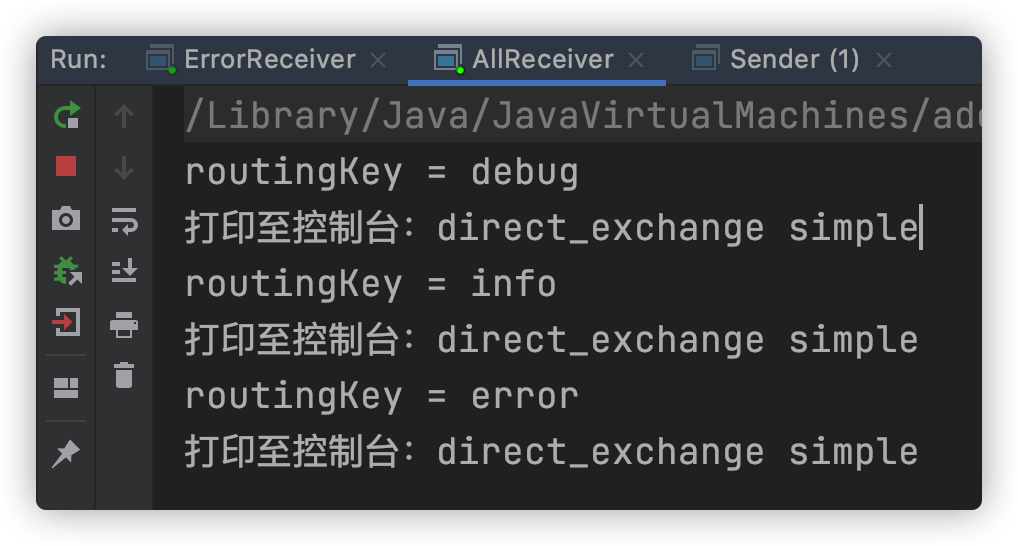 Run: ErrorReceiver AllReceiver Sender (1)
/Library/Java/JavaVirtualMachines/ado
routingKey = debug
打印至控制台：direct_exchange simple
routingKey = info
打印至控制台：direct_exchange simple
routingKey = error
打印至控制台：direct_exchange simple